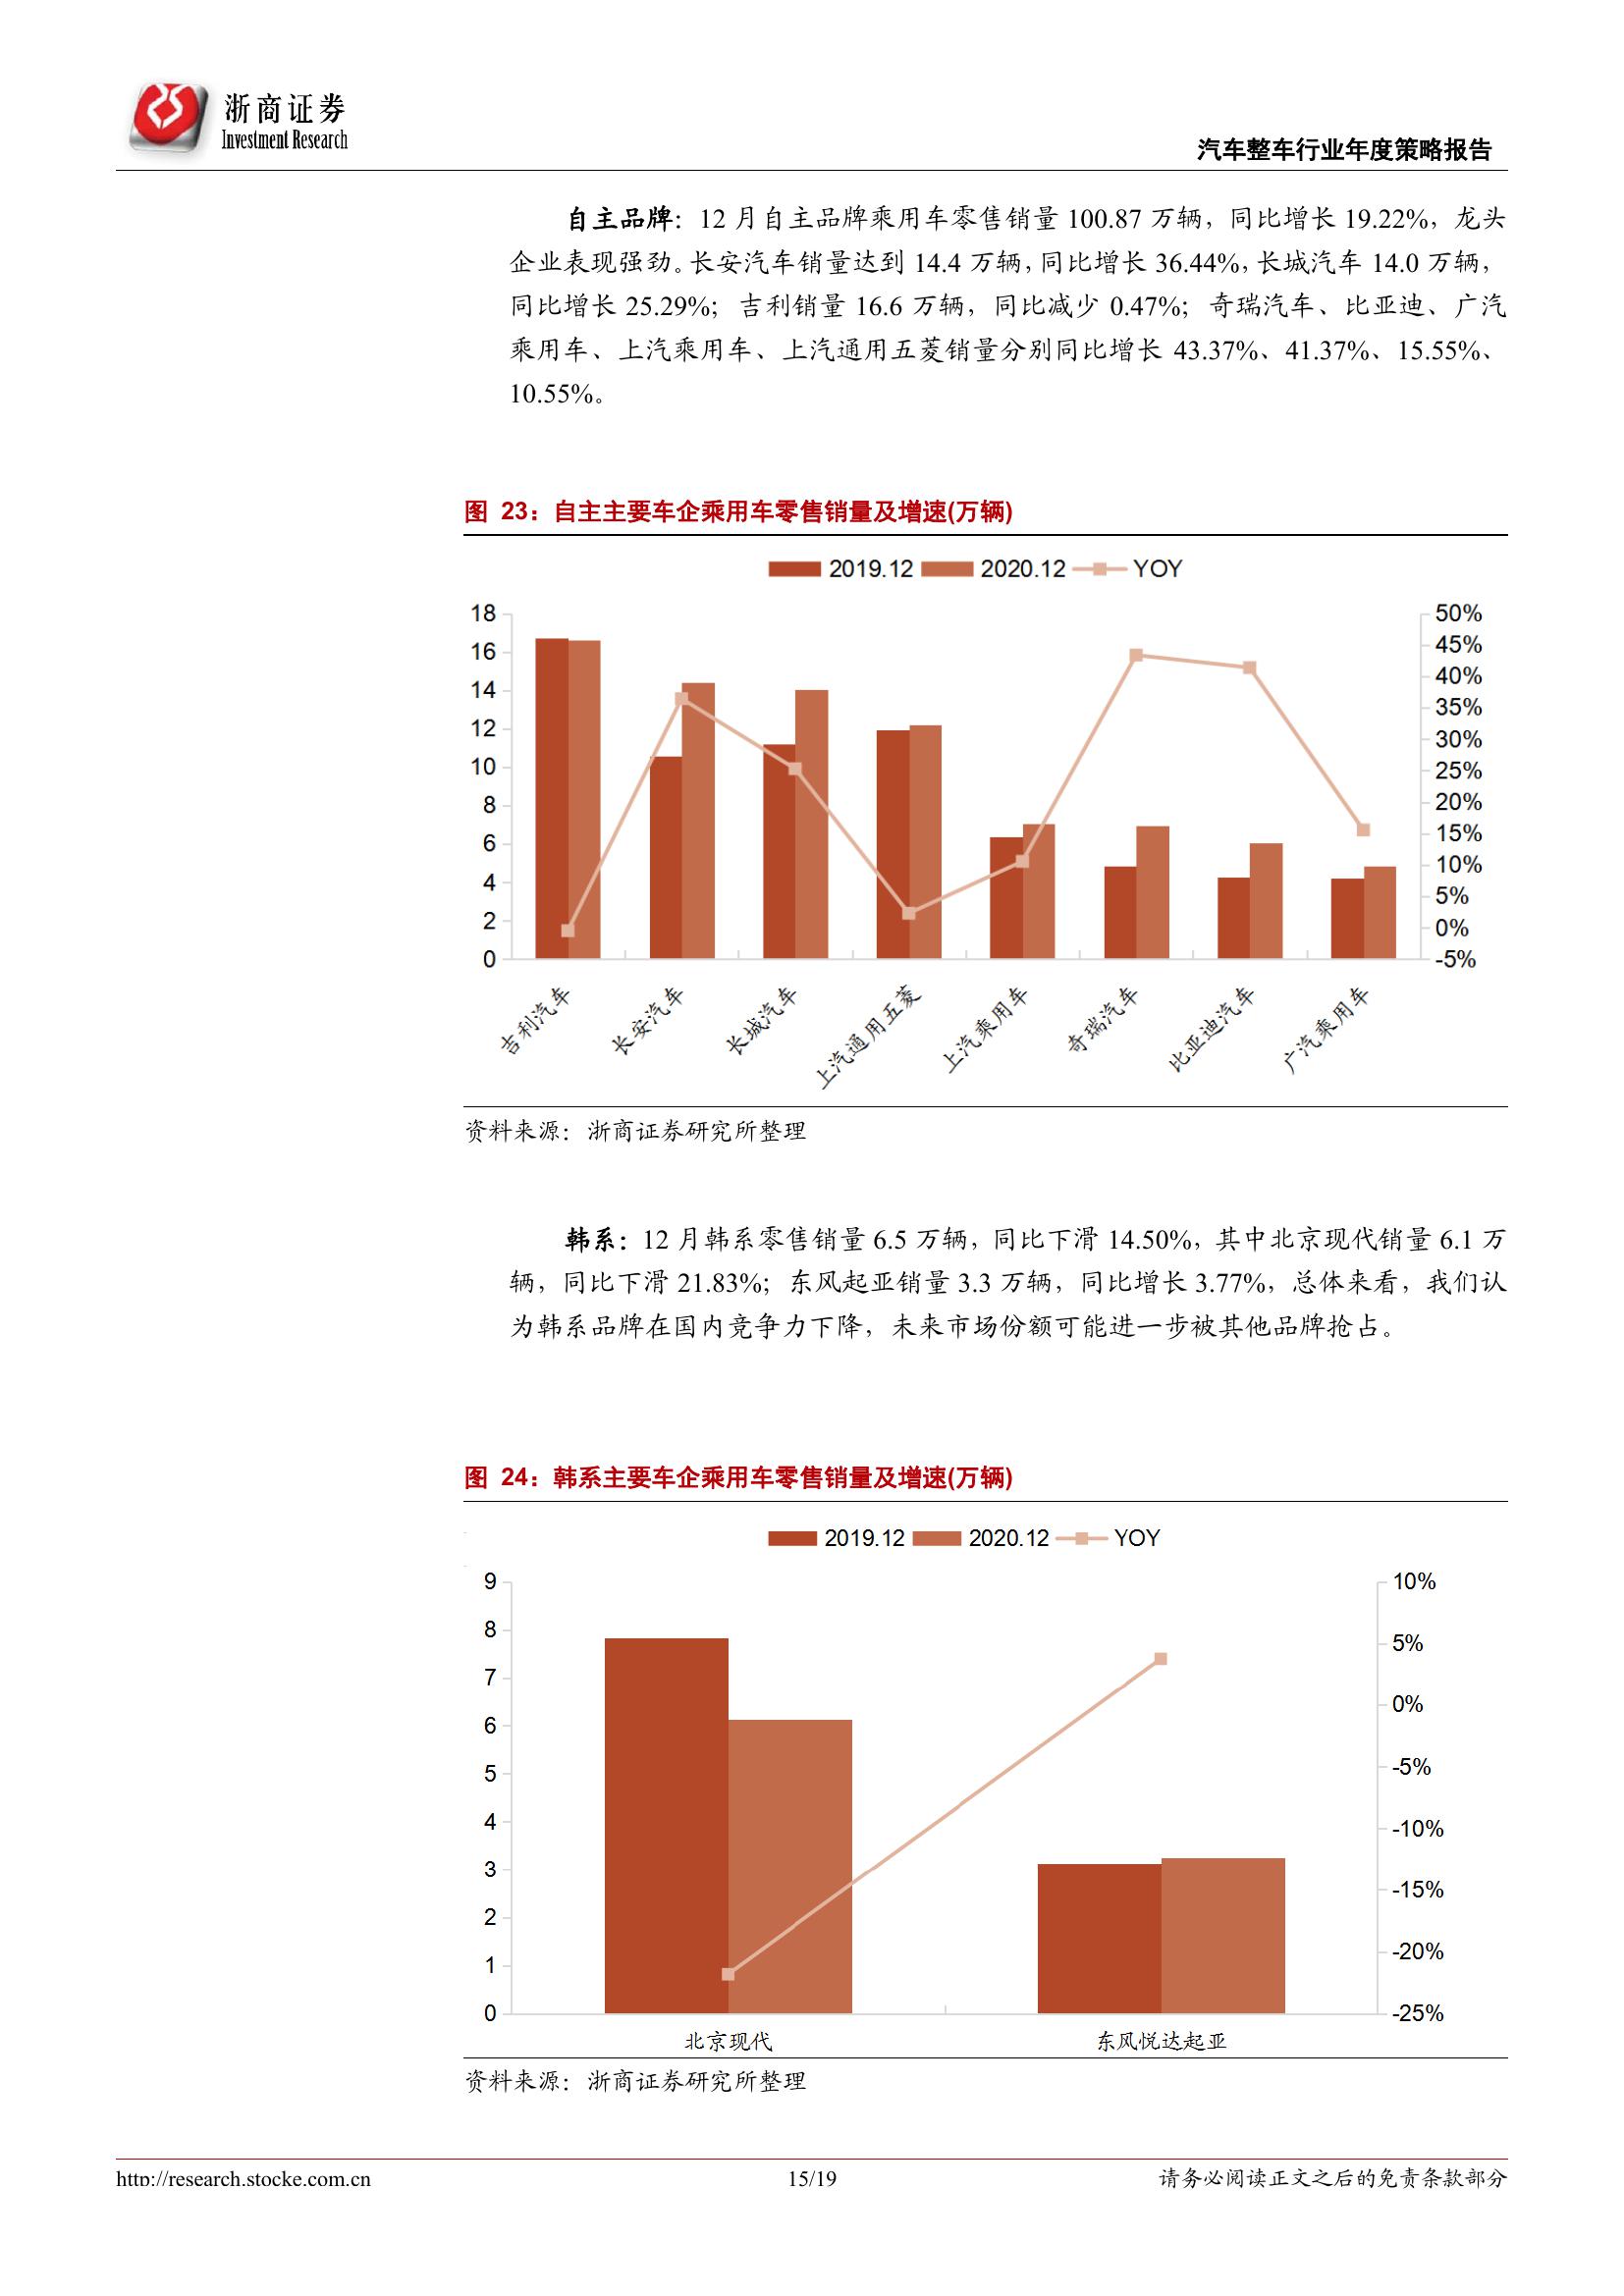 浙商证券
Investment Research
汽车整车行业年度策略报告
自主品牌：12 月自主品牌乘用车零售销量 100.87 万辆，同比增长 19.22%，龙头
企业表现强劲。长安汽车销量达到 14.4 万辆，同比增长 36.44%，长城汽车 14.0 万辆，
同比增长 25.29%；吉利销量 16.6 万辆，同比减少 0.47%；奇瑞汽车、比亚迪、广汽
乘用车、上汽乘用车、上汽通用五菱销量分别同比增长 43.37%、41.37%、15.55%、
10.55%。
图 23：自主主要车企乘用车零售销量及增速(万辆)
2019.12 2020.12 YOY
18
16
14
12
10
8
6
4
2
0
50%
45%
40%
35%
30%
25%
20%
15%
10%
5%
0%
-5%
吉利汽车
长安汽车
长城汽车
上汽通用五菱
上汽乘用车
奇瑞汽车
比亚迪汽车
广汽乘用车
资料来源：浙商证券研究所整理
韩系：12 月韩系零售销量 6.5 万辆，同比下滑 14.50%，其中北京现代销量 6.1 万
辆，同比下滑 21.83%；东风起亚销量 3.3 万辆，同比增长 3.77%，总体来看，我们认
为韩系品牌在国内竞争力下降，未来市场份额可能进一步被其他品牌抢占。
图 24：韩系主要车企乘用车零售销量及增速(万辆)
2019.12 2020.12 YOY
9
8
7
6
5
4
3
2
1
0
10%
5%
0%
-5%
-10%
-15%
-20%
-25%
北京现代
东风悦达起亚
资料来源：浙商证券研究所整理
http://research.stocke.com.cn 15/19 请务必阅读正文之后的免责条款部分